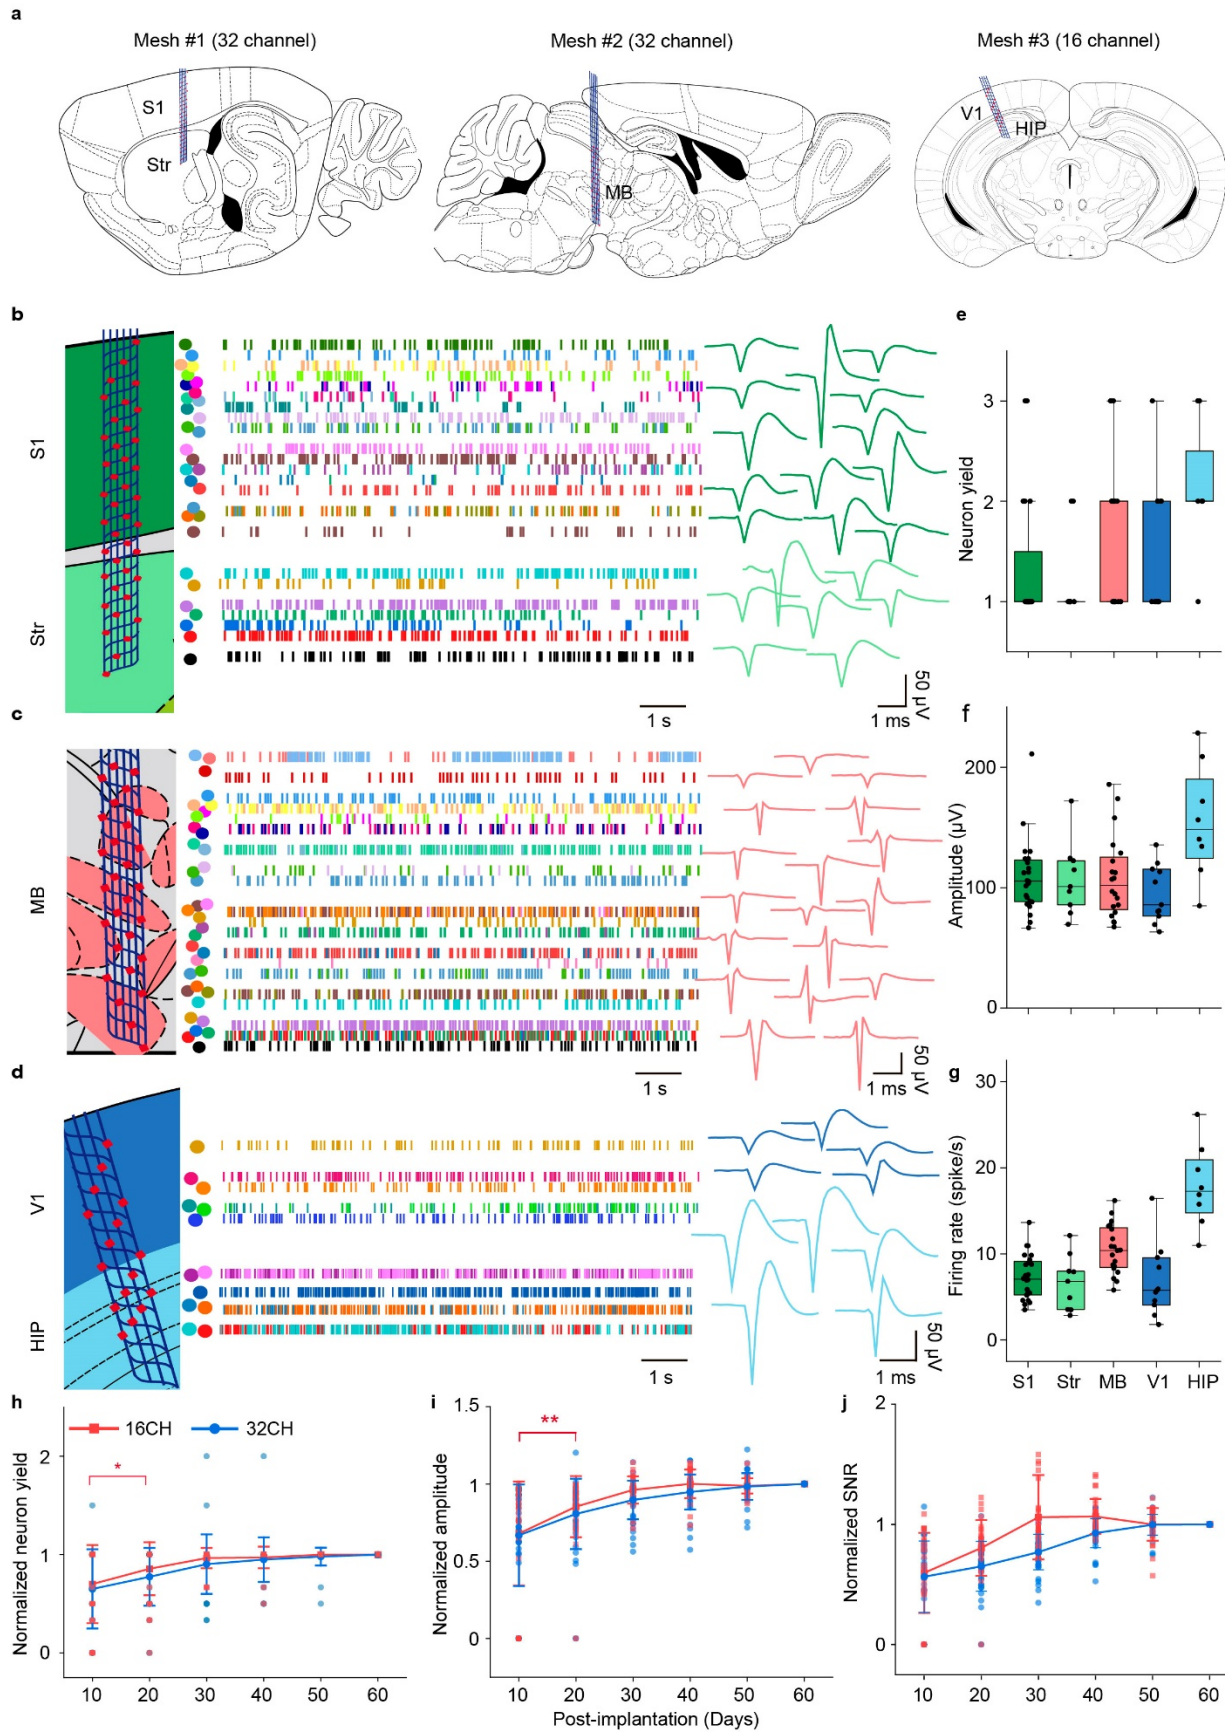 a
Mesh #1 (32 channel)
Mesh #2 (32 channel)
Mesh #3 (16 channel)
S1
Str
MB
V1
HIP
b
S1
Str
1 s
1 ms
50 µV
c
MB
1 s
1 ms
50 µV
d
V1
HIP
1 s
1 ms
50 µV
e
Neuron yield
3
2
1
f
Amplitude (µV)
200
100
0
g
Firing rate (spike/s)
30
20
10
0
S1 Str MB V1 HIP
h
16CH 32CH
*
Normalized neuron yield
2
1
0
10 20 30 40 50 60
i
**
Normalized amplitude
1.5
1
0.5
0
10 20 30 40 50 60
Post-implantation (Days)
j
Normalized SNR
2
1
0
10 20 30 40 50 60